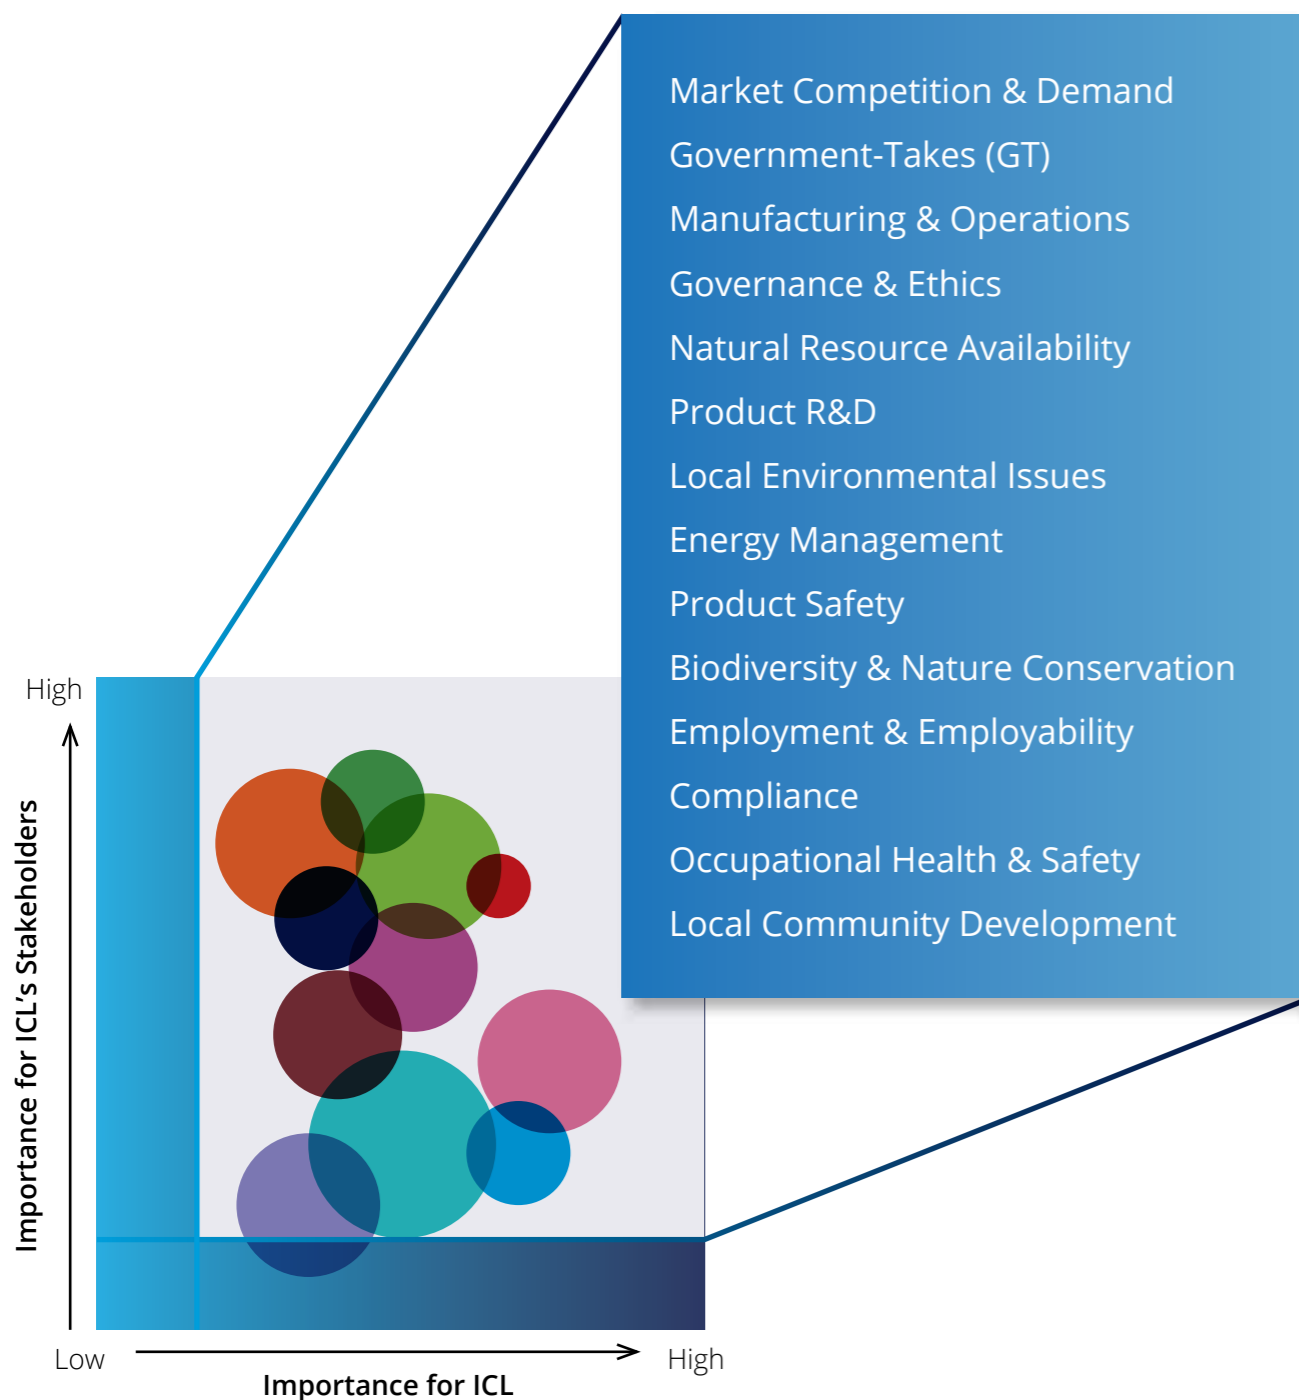 Market Competition & Demand
Government-Takes (GT)
Manufacturing & Operations
Governance & Ethics
Natural Resource Availability
Product R&D
Local Environmental Issues
Energy Management
Product Safety
Biodiversity & Nature Conservation
Employment & Employability
Compliance
Occupational Health & Safety
Local Community Development
High
Importance for ICL's Stakeholders
Low
High
Importance for ICL